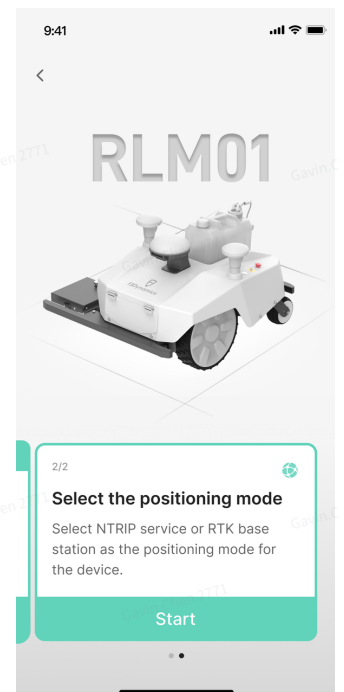 9:41
RLM01
2/2
Select the positioning mode
Select NTRIP service or RTK base
station as the positioning mode for
the device.
Start